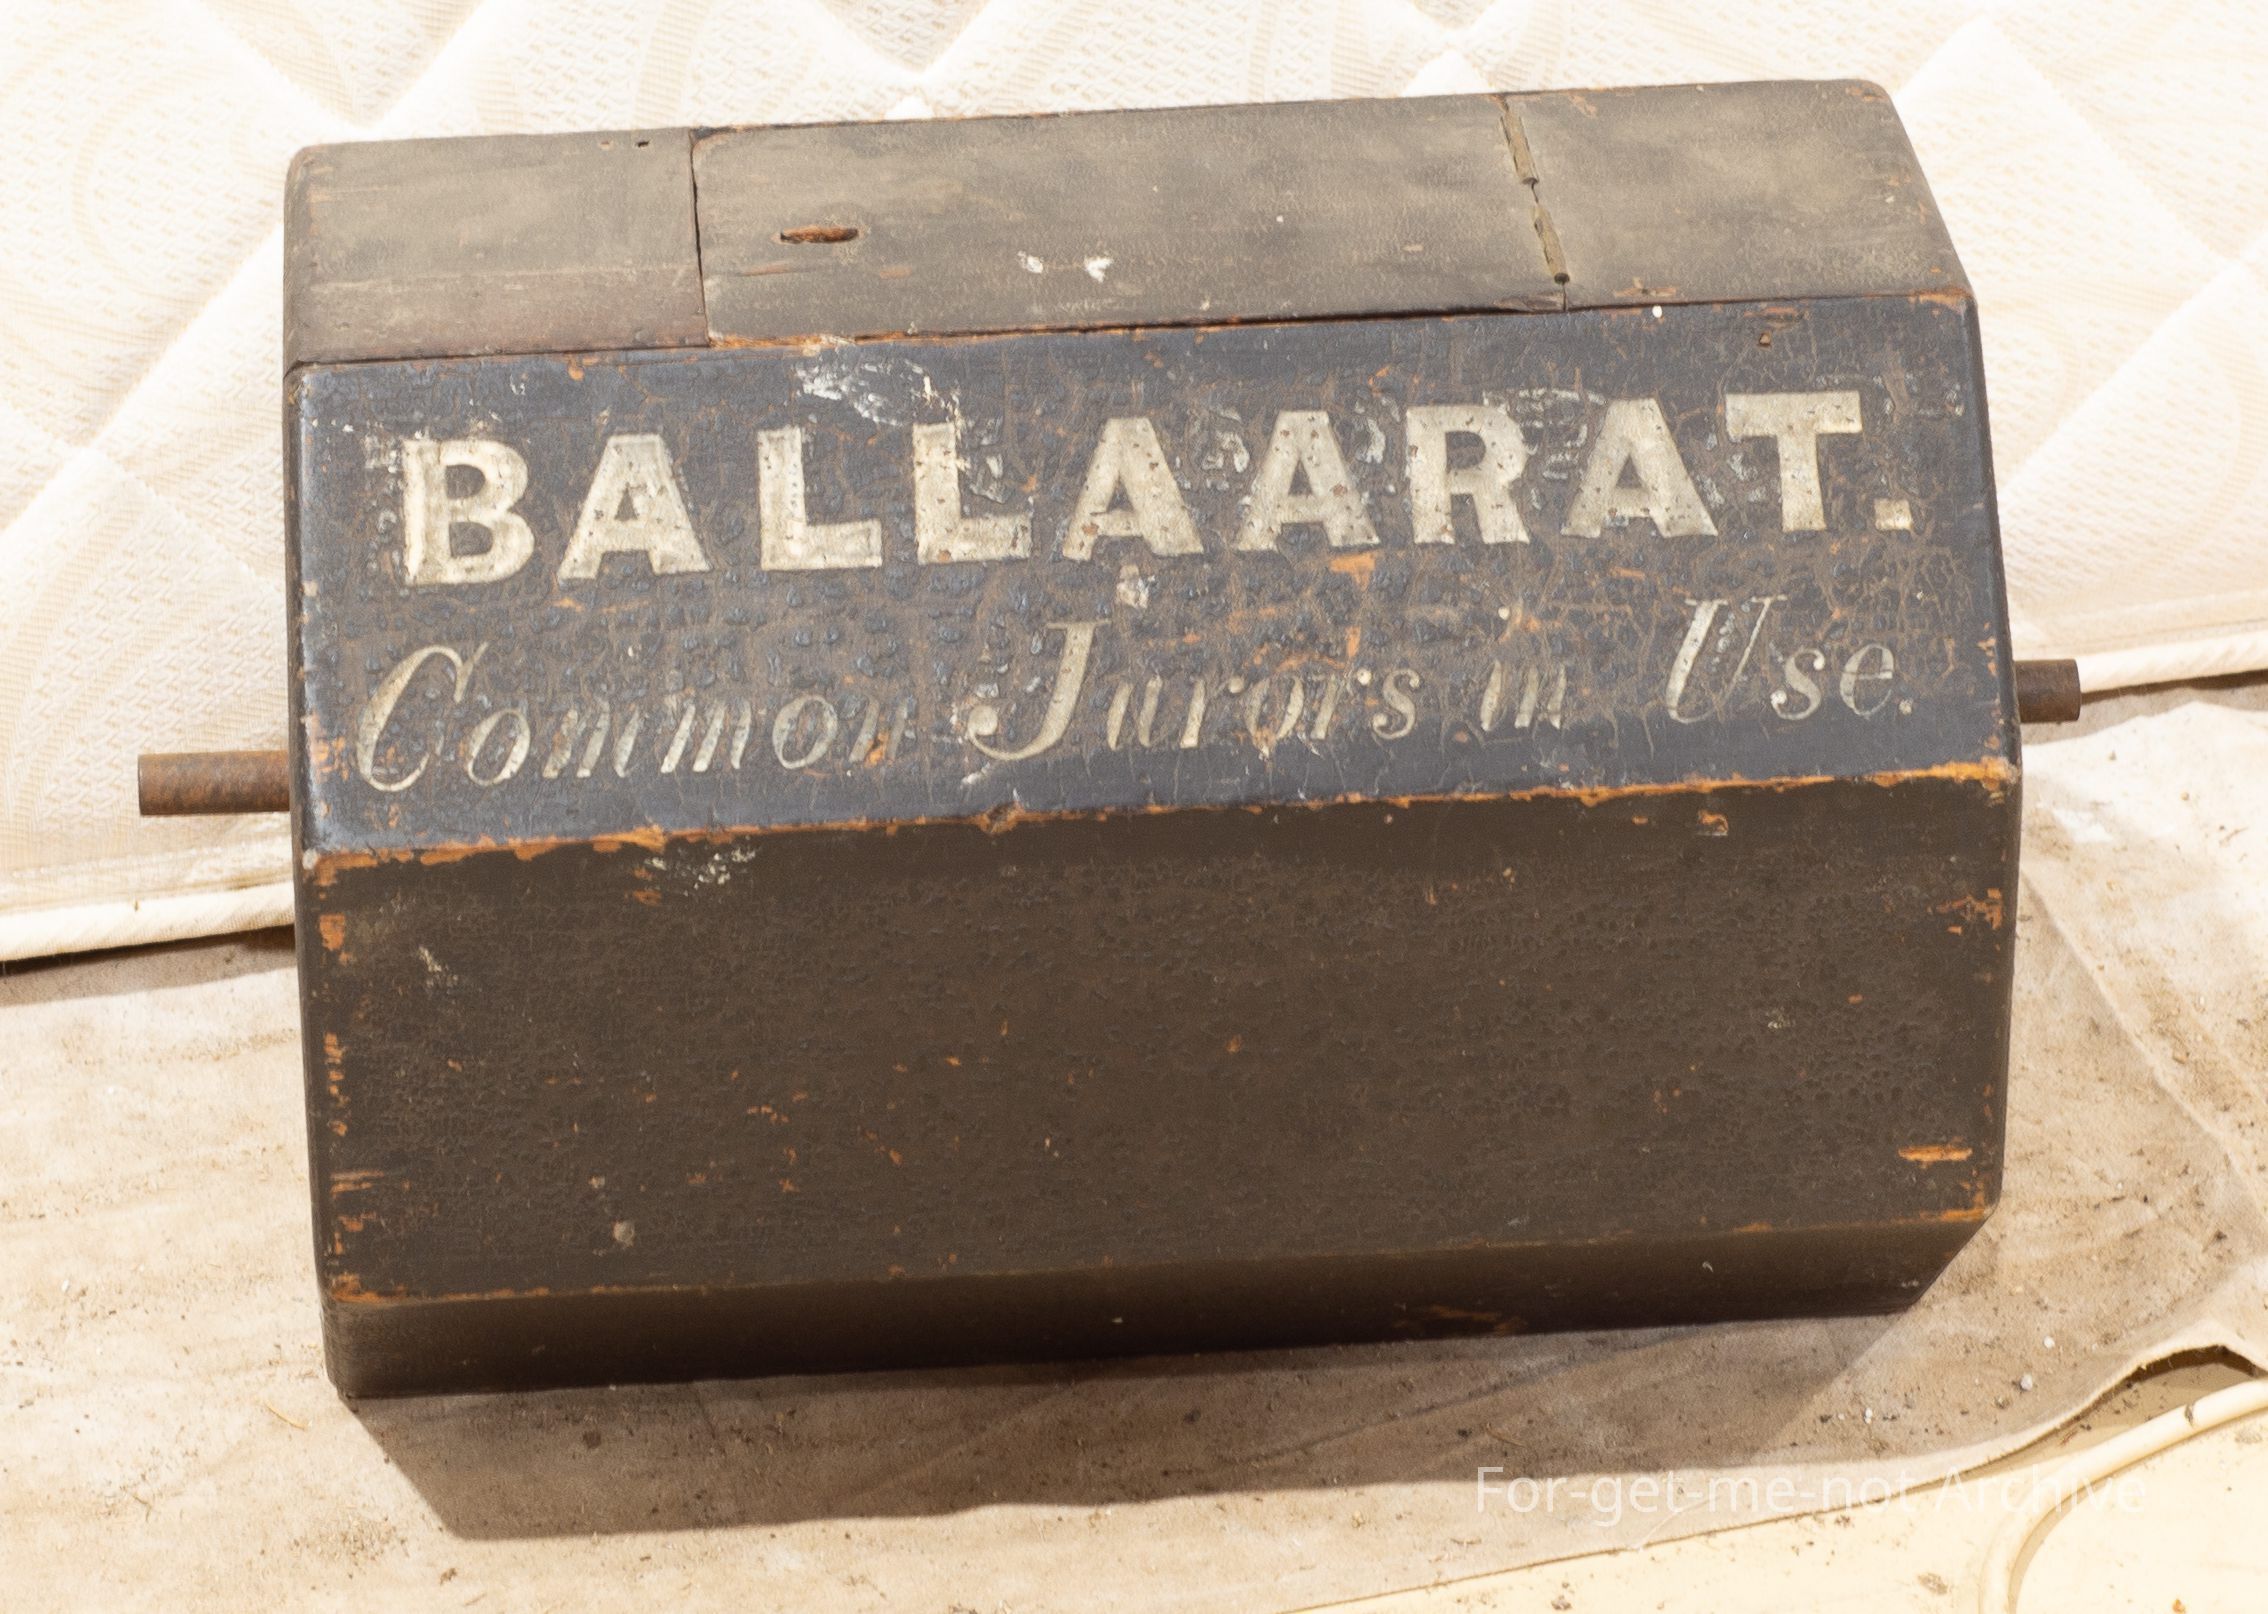 BALLAARAT.
Common Jurors in Use.
For-get-me-not Archive